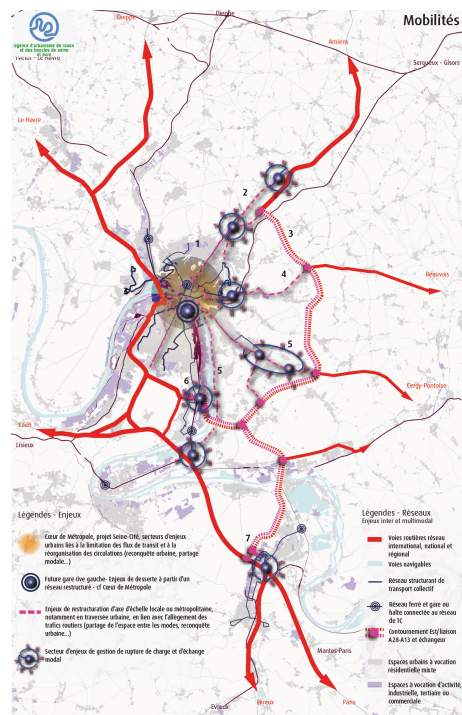 Mobilités
agence d'urbanisme de rouen
et des boucles de seine
et eure
Yvetot - Le Havre
Dieppe
Dieppe
Amiens
Serqueux - Gisors
Le Havre
2
1
3
4
Beauvais
5
6
5
Cergy-Pontoise
Caen
Lisieux
7
Mantes-Paris
Evreux
Evreux
Paris
Légendes - Enjeux
Cœur de Métropole, projet Seine-Cité, secteurs d'enjeux
urbains liés à la limitation des flux de transit et à la
réorganisation des circulations (reconquête urbaine, partage
modale...)
Future gare rive gauche- Enjeux de desserte à partir d'un
réseau restructuré - cf Cœur de Métropole
Enjeux de restructuration d'axe d'échelle locale ou métropolitaine,
notamment en traversée urbaine, en lien avec l'allègement des
trafics routiers (partage de l'espace entre les modes, reconquête
urbaine...)
Secteur d'enjeux de gestion de rupture de charge et d'échange
modal
Légendes - Réseaux
Enjeux inter et multimodal
Voies routières réseau
international, national et
régional
Voies navigables
Réseau structurant de
transport collectif
Réseau ferré et gare ou
halte connectée au réseau
de TC
Contournement Est/liaison
A28-A13 et échangeur
Espaces urbains à vocation
résidentielle mixte
Espaces à vocation d'activité,
industrielle, tertiaire ou
commerciale